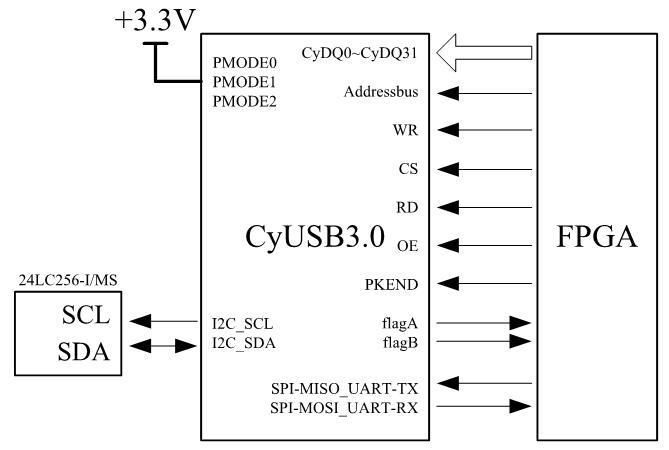 +3.3V
PMODE0
PMODE1
PMODE2
CyDQ0~CyDQ31
Addressbus
WR
CS
RD
CyUSB3.0
OE
FPGA
PKEND
24LC256-I/MS
SCL
SDA
I2C_SCL
I2C_SDA
flagA
flagB
SPI-MISO_UART-TX
SPI-MOSI_UART-RX